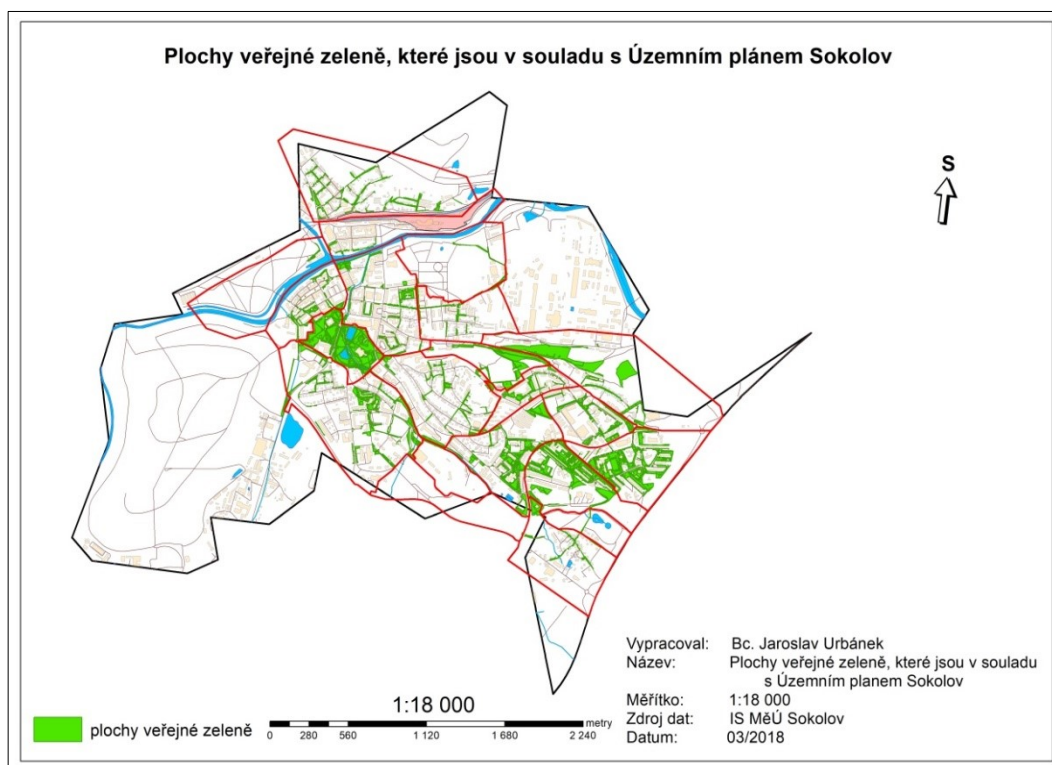 Plochy veřejné zeleně, které jsou v souladu s Územním plánem Sokolov
S
Vypracoval: Bc. Jaroslav Urbánek
Název: Plochy veřejné zeleně, které jsou v souladu
s Územním planem Sokolov
Měřítko: 1:18 000
Zdroj dat: IS MěÚ Sokolov
Datum: 03/2018
1:18 000
plochy veřejné zeleně
metry
0 280 560 1 120 1 680 2 240